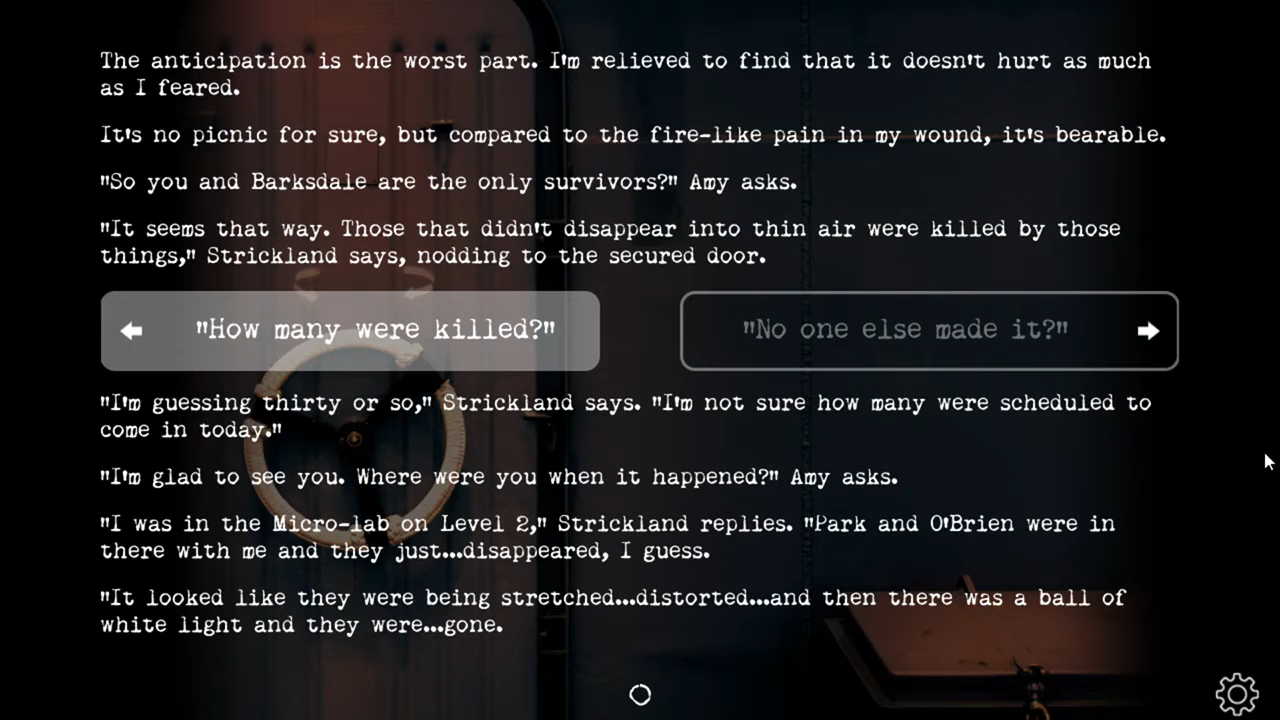 The anticipation is the worst part. I'm relieved to find that it doesn't hurt as much
as I feared.
It's no picnic for sure, but compared to the fire-like pain in my wound, it's bearable.
"So you and Barksdale are the only survivors?" Amy asks.
"It seems that way. Those that didn't disappear into thin air were killed by those
things," Strickland says, nodding to the secured door.
"How many were killed?"
"No one else made it?"
"I'm guessing thirty or so," Strickland says. "I'm not sure how many were scheduled to
come in today."
"I'm glad to see you. Where were you when it happened?" Amy asks.
"I was in the Micro-lab on Level 2," Strickland replies. "Park and O'Brien were in
there with me and they just...disappeared, I guess.
"It looked like they were being stretched...distorted...and then there was a ball of
white light and they were...gone.